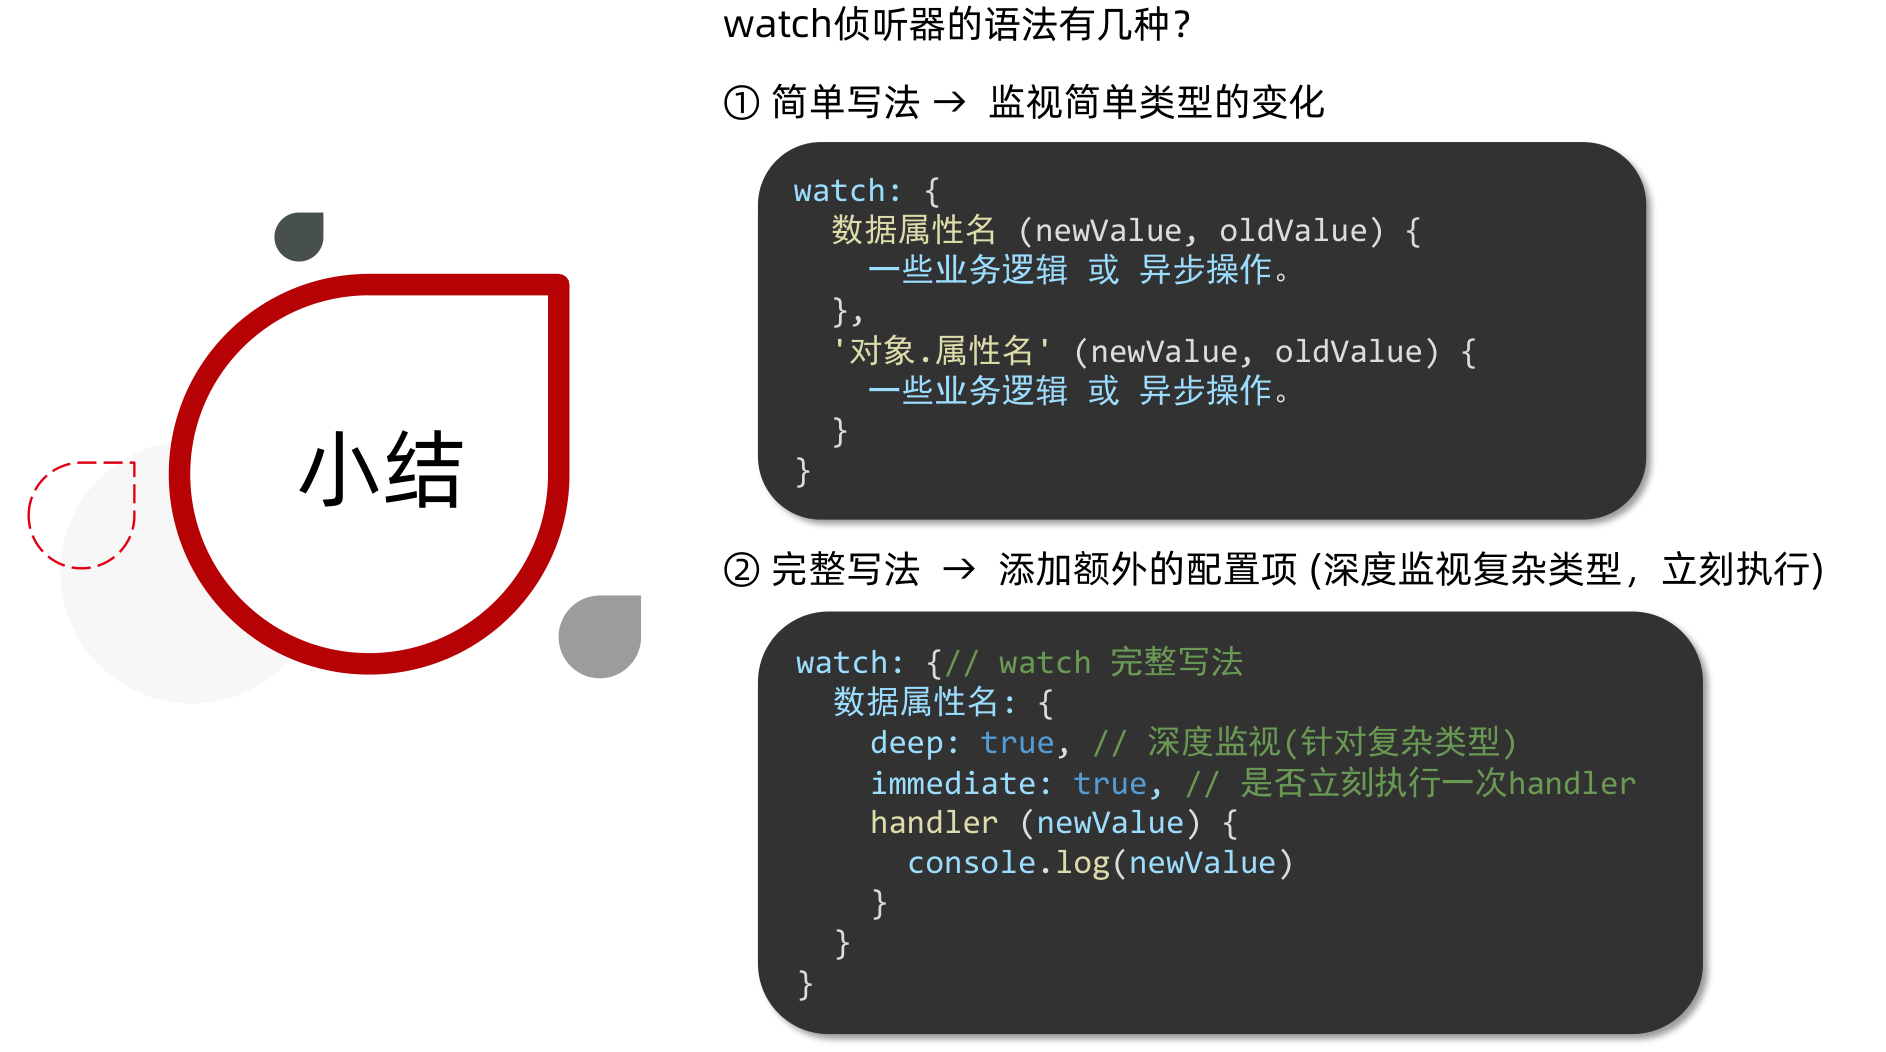 小结
watch侦听器的语法有几种？
① 简单写法 → 监视简单类型的变化
watch: {
  数据属性名 (newValue, oldValue) {
    一些业务逻辑 或 异步操作。
  },
  '对象.属性名' (newValue, oldValue) {
    一些业务逻辑 或 异步操作。
  }
}
② 完整写法 → 添加额外的配置项 (深度监视复杂类型，立刻执行)
watch: {// watch 完整写法
  数据属性名: {
    deep: true, // 深度监视(针对复杂类型)
    immediate: true, // 是否立刻执行一次handler
    handler (newValue) {
      console.log(newValue)
    }
  }
}